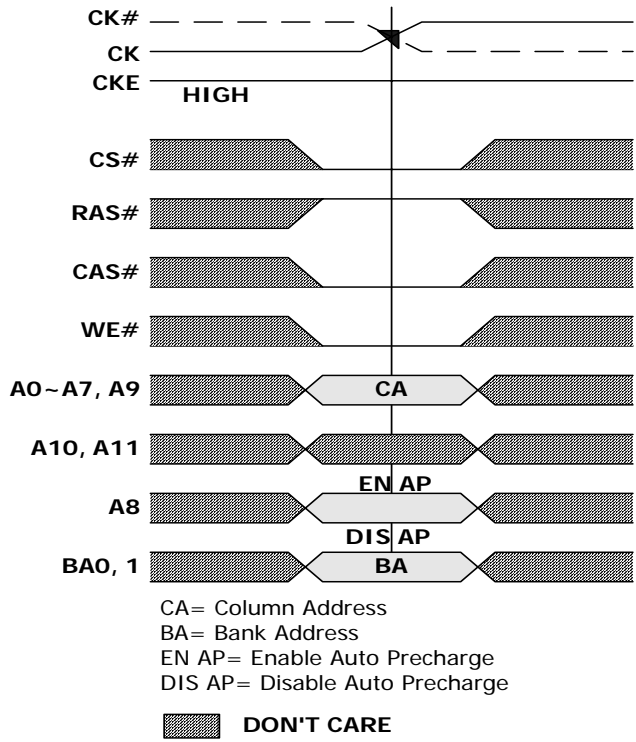 CK#
CK
CKE
HIGH
CS#
RAS#
CAS#
WE#
A0~A7, A9
CA
A10, A11
EN AP
A8
DIS AP
BA0, 1
BA
CA= Column Address
BA= Bank Address
EN AP= Enable Auto Precharge
DIS AP= Disable Auto Precharge
DON'T CARE